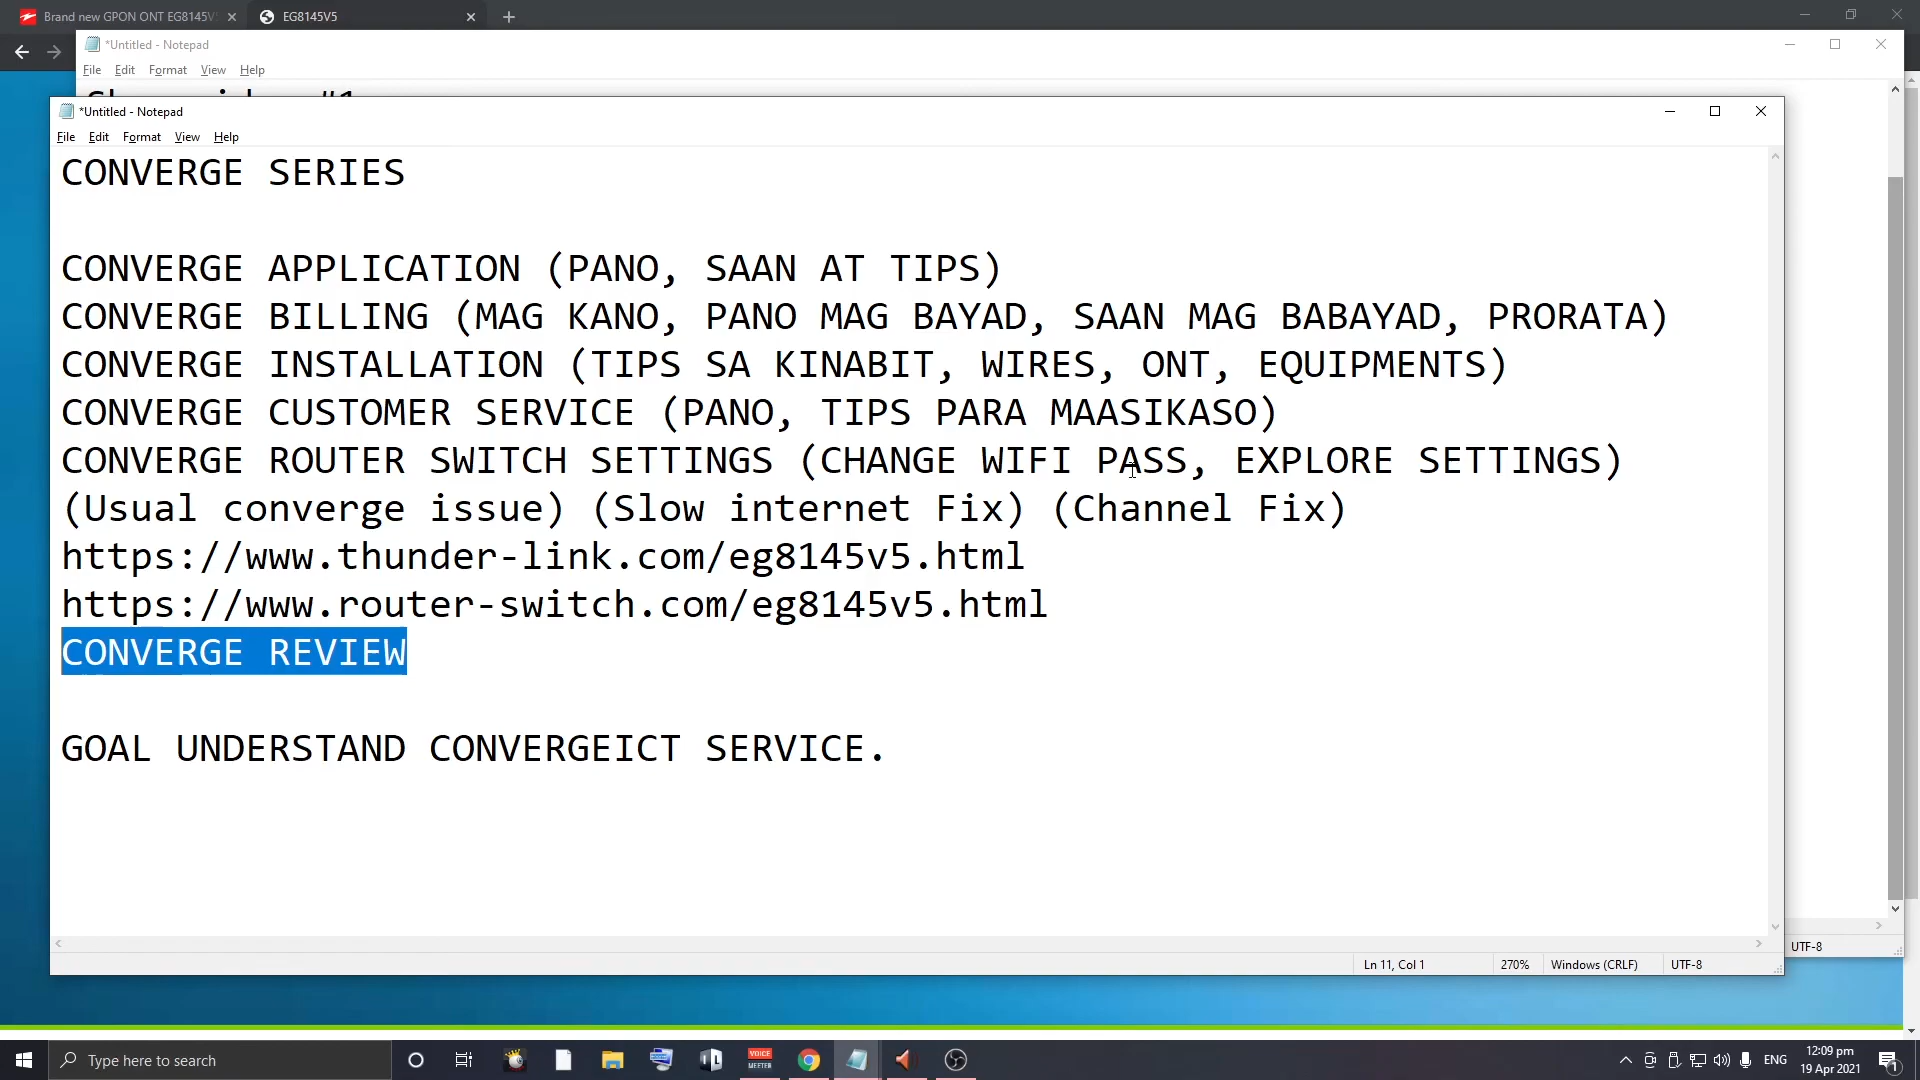 Brand new GPON ONT EG8145V5
EG8145V5
*Untitled - Notepad
File Edit Format View Help
*Untitled - Notepad
File Edit Format View Help
CONVERGE SERIES
CONVERGE APPLICATION (PANO, SAAN AT TIPS)
CONVERGE BILLING (MAG KANO, PANO MAG BAYAD, SAAN MAG BABAYAD, PRORATA)
CONVERGE INSTALLATION (TIPS SA KINABIT, WIRES, ONT, EQUIPMENTS)
CONVERGE CUSTOMER SERVICE (PANO, TIPS PARA MAASIKASO)
CONVERGE ROUTER SWITCH SETTINGS (CHANGE WIFI PASS, EXPLORE SETTINGS)
(Usual converge issue) (Slow internet Fix) (Channel Fix)
https://www.thunder-link.com/eg8145v5.html
https://www.router-switch.com/eg8145v5.html
CONVERGE REVIEW
GOAL UNDERSTAND CONVERGEICT SERVICE.
UTF-8
Ln 11, Col 1 270% Windows (CRLF) UTF-8
Type here to search
VOICE
MEETER
ENG
12:09 pm
19 Apr 2021
1